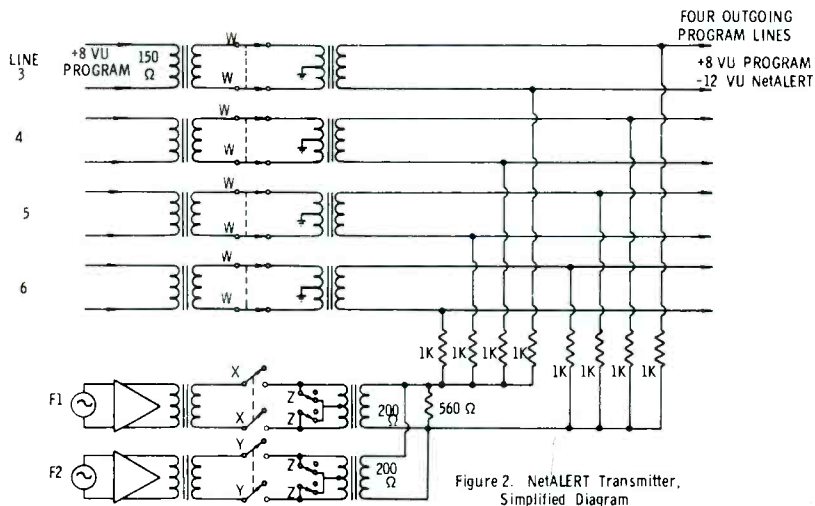 FOUR OUTGOING
PROGRAM LINES
LINE
3
+8 VU
PROGRAM
150
Ω
W
W
+8 VU PROGRAM
-12 VU NetALERT
4
W
W
5
W
W
6
W
W
1K
1K
1K
1K
1K
1K
1K
1K
F1
X
X
Z
Z
200
Ω
560 Ω
F2
Y
Y
Z
Z
200
Ω
Figure 2. NetALERT Transmitter,
Simplified Diagram